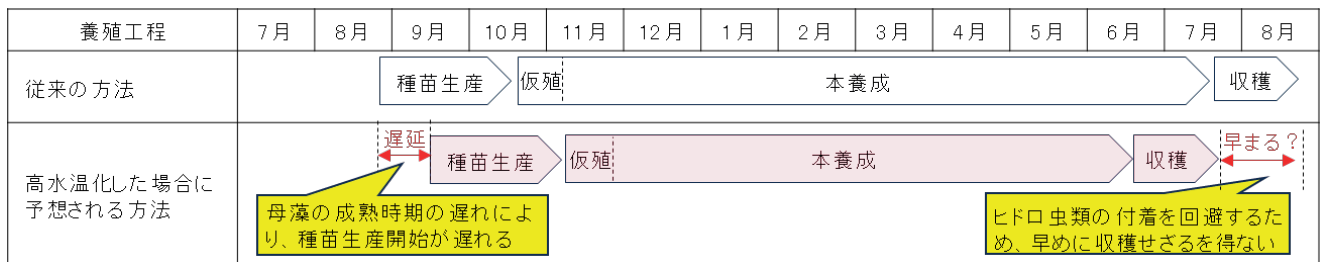 養殖工程 7月 8月 9月 10月 11月 12月 1月 2月 3月 4月 5月 6月 7月 8月
従来の方法 種苗生産 仮殖 本養成 収穫
高水温化した場合に
予想される方法
遅延 種苗生産 仮殖 本養成 収穫 早まる?
母藻の成熟時期の遅れによ
り、種苗生産開始が遅れる
ヒドロ虫類の付着を回避するた
め、早めに収穫せざるを得ない